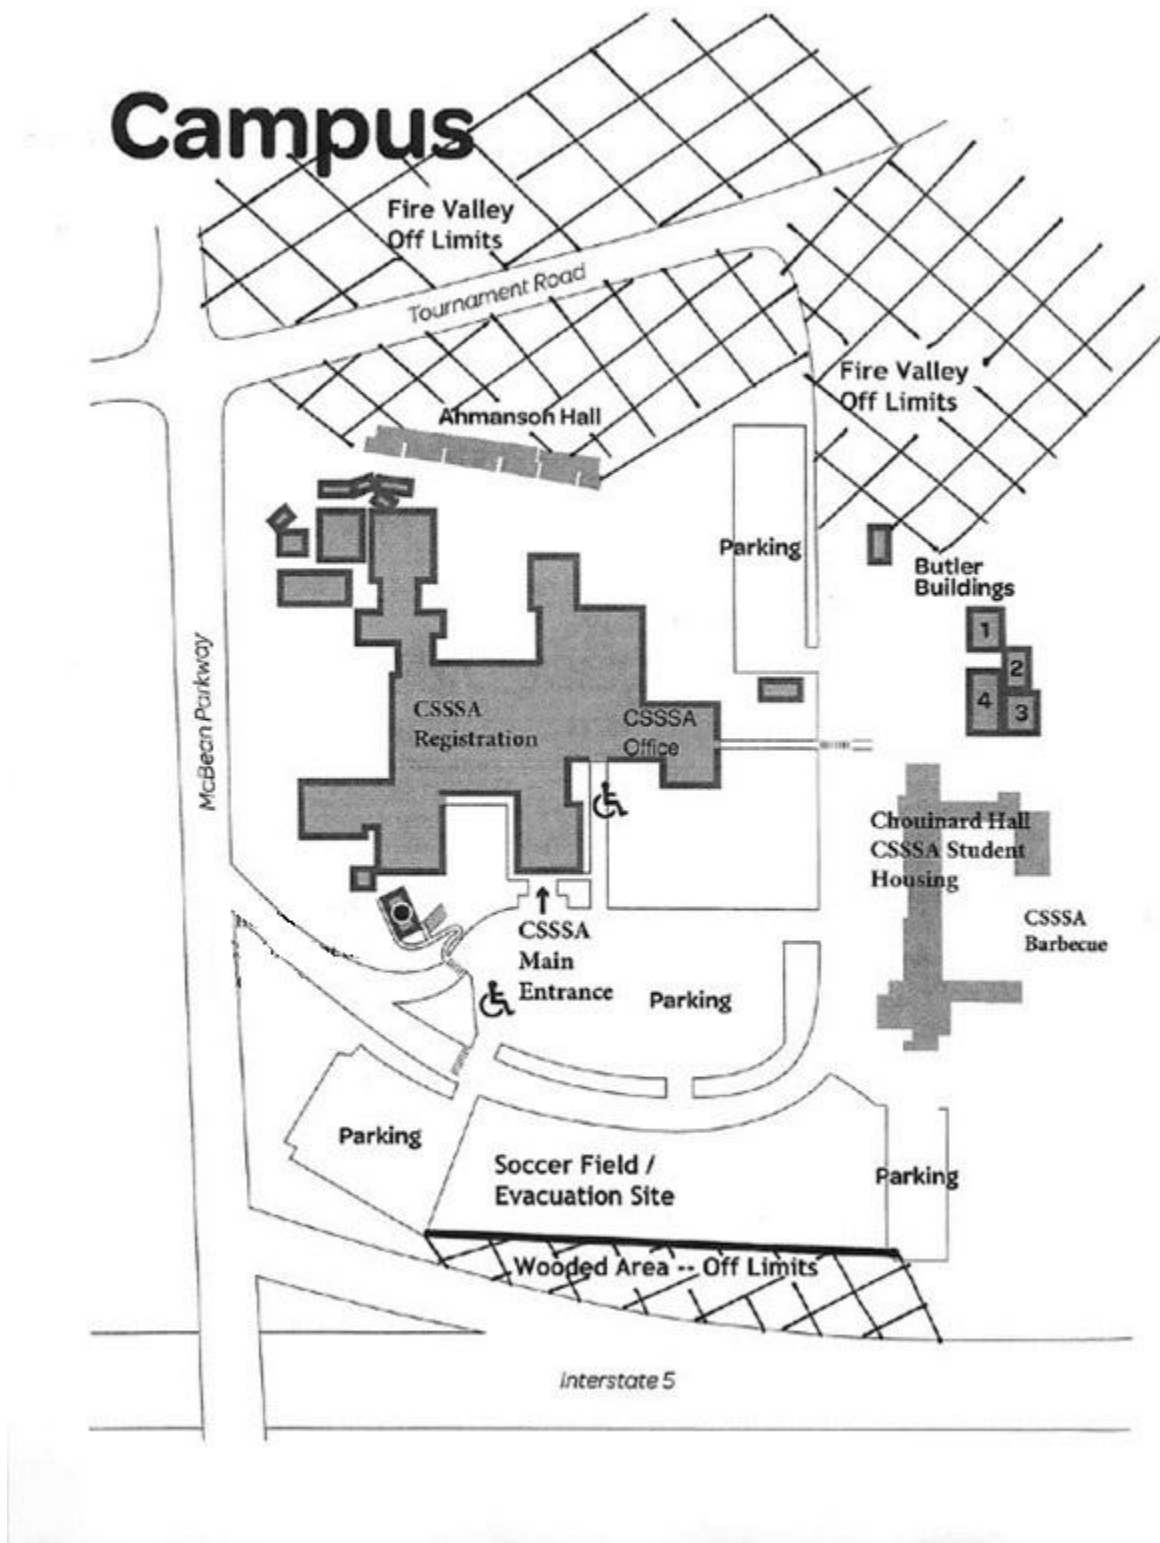 Campus
Fire Valley
Off Limits
Tournament Road
Fire Valley
Off Limits
Ahmanson Hall
Parking
Butler
Buildings
1
2
4
3
McBean Parkway
CSSSA
Registration
CSSSA
Office
Chouinard Hall
CSSSA Student
Housing
CSSSA
Barbecue
CSSSA
Main
Entrance
Parking
Parking
Soccer Field /
Evacuation Site
Parking
Wooded Area -- Off Limits
Interstate 5